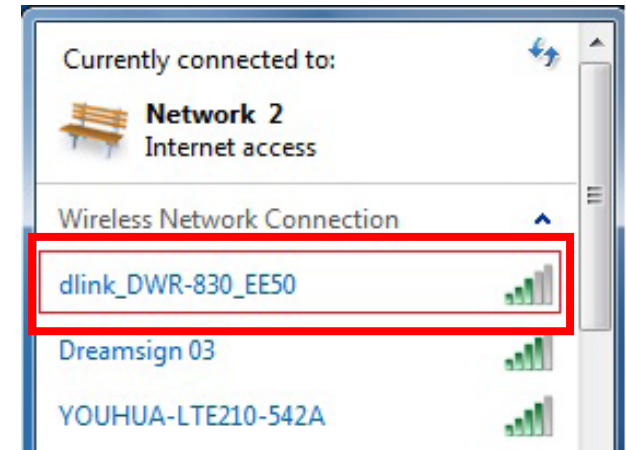 Currently connected to:
Network 2
Internet access
Wireless Network Connection
dlink_DWR-830_EE50
Dreamsign 03
YOUHUA-LTE210-542A